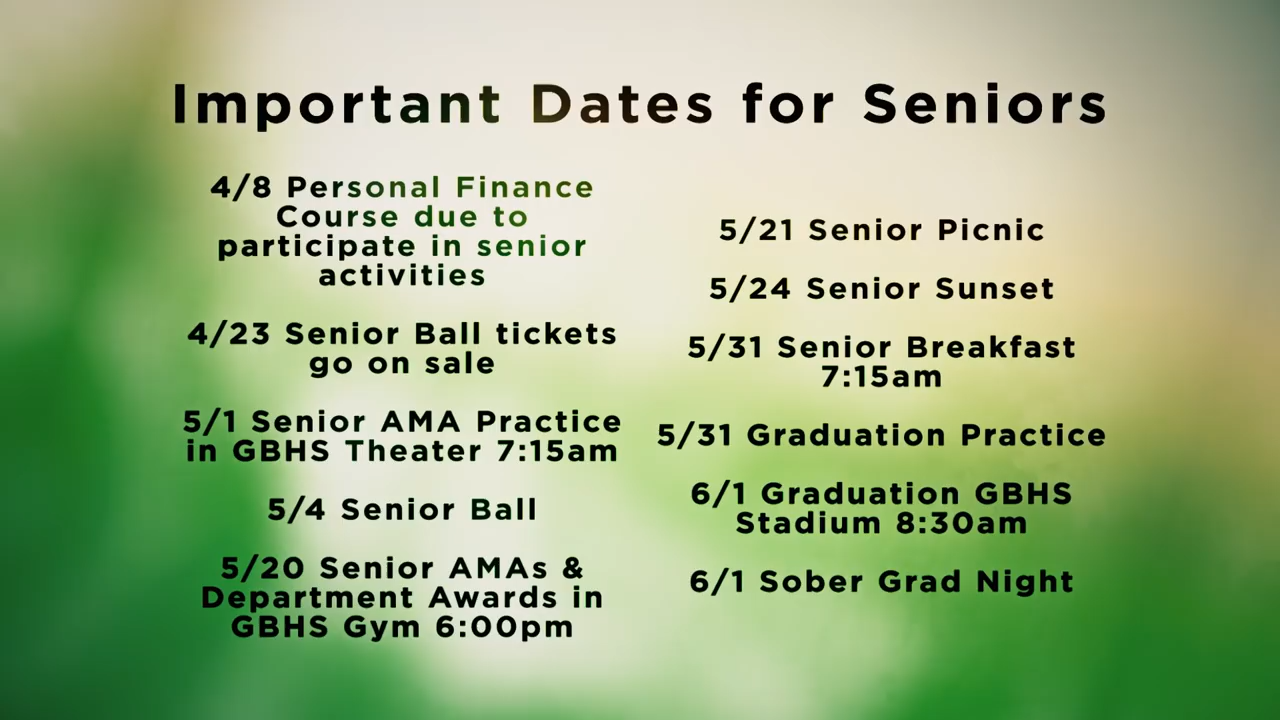 Important Dates for Seniors
4/8 Personal Finance
Course due to
participate in senior
activities
4/23 Senior Ball tickets
go on sale
5/1 Senior AMA Practice
in GBHS Theater 7:15am
5/4 Senior Ball
5/20 Senior AMAs &
Department Awards in
GBHS Gym 6:00pm
5/21 Senior Picnic
5/24 Senior Sunset
5/31 Senior Breakfast
7:15am
5/31 Graduation Practice
6/1 Graduation GBHS
Stadium 8:30am
6/1 Sober Grad Night